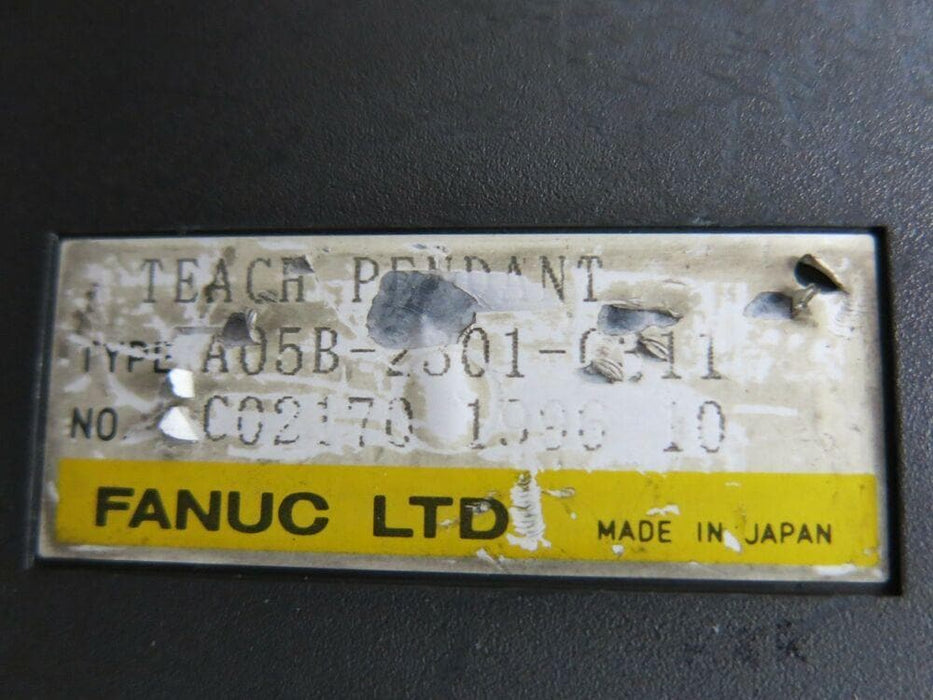 TEACH PENDANT
TYPE A05B-2301-C311
NO. C02170 1996 10
FANUC LTD MADE IN JAPAN